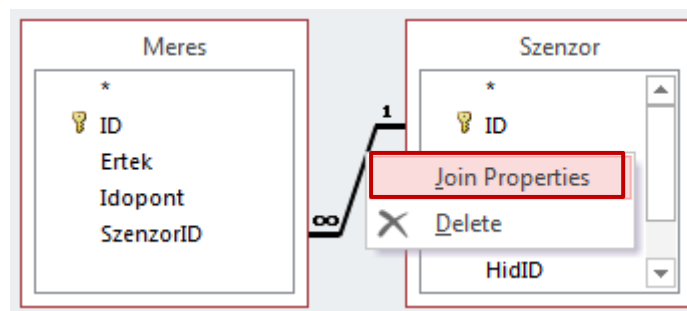 Meres
*
ID
Ertek
Idopont
SzenzorID
∞
1
Szenzor
*
ID
Join Properties
Delete
HidID